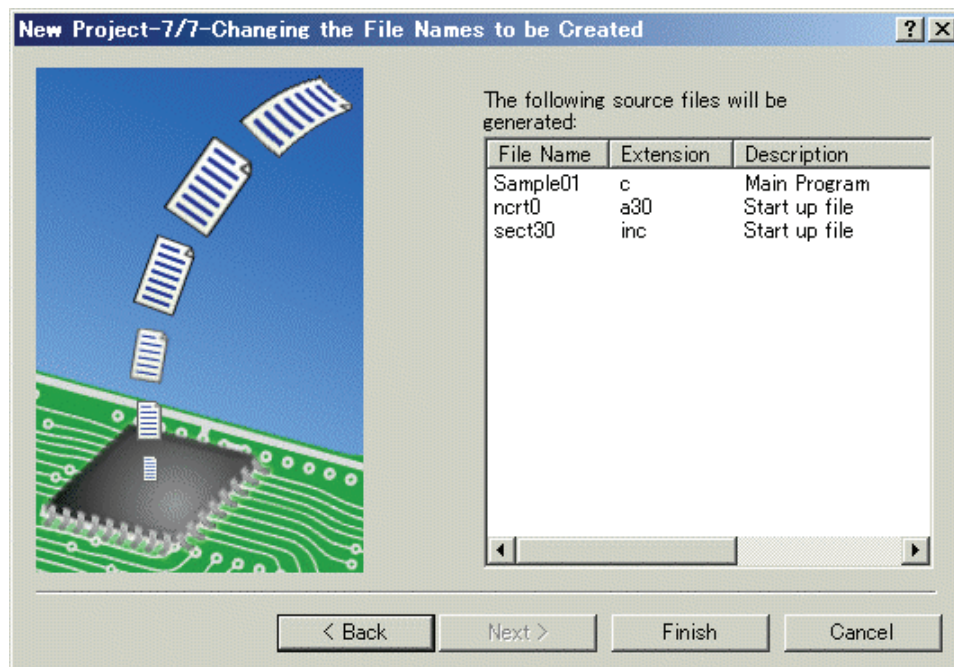 New Project-7/7-Changing the File Names to be Created
The following source files will be
generated:
File Name Extension Description
Sample01 c Main Program
ncrt0 a30 Start up file
sect30 inc Start up file
< Back Next > Finish Cancel